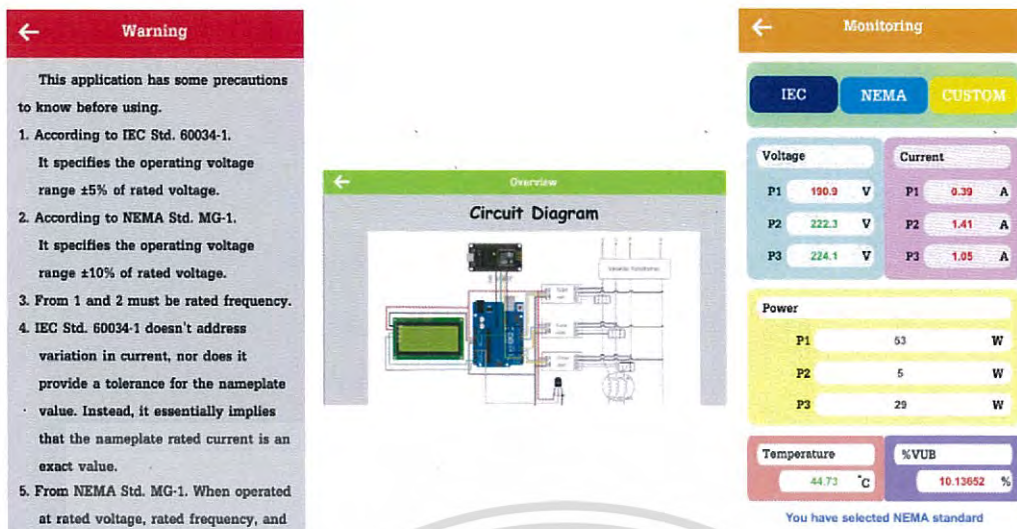 Warning
This application has some precautions
to know before using.
1. According to IEC Std. 60034-1.
It specifies the operating voltage
range ±5% of rated voltage.
2. According to NEMA Std. MG-1.
It specifies the operating voltage
range ±10% of rated voltage.
3. From 1 and 2 must be rated frequency.
4. IEC Std. 60034-1 doesn't address
variation in current, nor does it
provide a tolerance for the nameplate
value. Instead, it essentially implies
that the nameplate rated current is an
exact value.
5. From NEMA Std. MG-1. When operated
at rated voltage, rated frequency, and
Overview
Circuit Diagram
Monitoring
IEC NEMA CUSTOM
Voltage
P1 190.9 V
P2 222.3 V
P3 224.1 V
Current
P1 0.39 A
P2 1.41 A
P3 1.05 A
Power
P1 53 W
P2 5 W
P3 29 W
Temperature
44.73 °C
%VUB
10.13652 %
You have selected NEMA standard